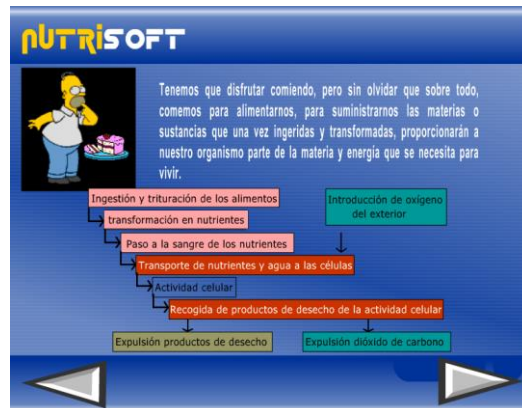 NUTRISOFT
Tenemos que disfrutar comiendo, pero sin olvidar que sobre todo,
comemos para alimentarnos, para suministrarnos las materias o
sustancias que una vez ingeridas y transformadas, proporcionarán a
nuestro organismo parte de la materia y energía que se necesita para
vivir.
Ingestión y trituración de los alimentos
Introducción de oxígeno
del exterior
transformación en nutrientes
Paso a la sangre de los nutrientes
Transporte de nutrientes y agua a las células
Actividad celular
Recogida de productos de desecho de la actividad celular
Expulsión productos de desecho
Expulsión dióxido de carbono